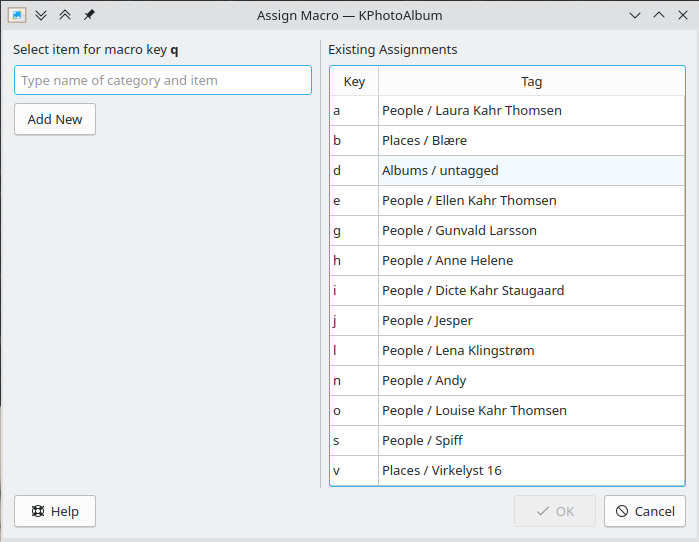 Assign Macro — KPhotoAlbum
Select item for macro key q
Type name of category and item
Add New
Existing Assignments
Key Tag
a People / Laura Kahr Thomsen
b Places / Blære
d Albums / untagged
e People / Ellen Kahr Thomsen
g People / Gunvald Larsson
h People / Anne Helene
i People / Dicte Kahr Staugaard
j People / Jesper
l People / Lena Klingstrøm
n People / Andy
o People / Louise Kahr Thomsen
s People / Spiff
v Places / Virkelyst 16
Help
OK
Cancel